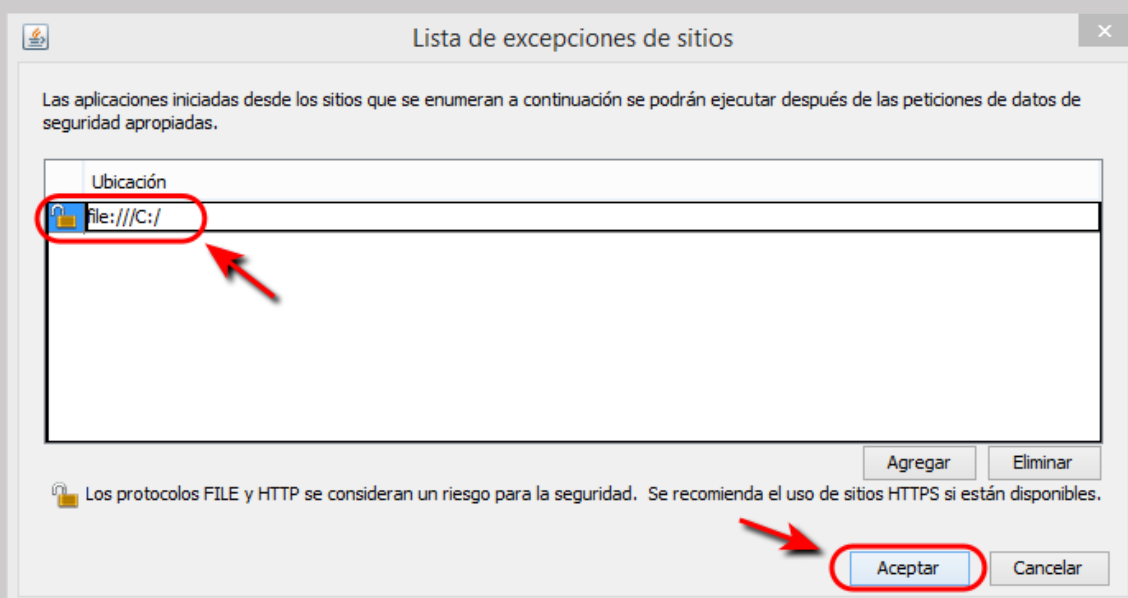 Lista de excepciones de sitios
Las aplicaciones iniciadas desde los sitios que se enumeran a continuación se podrán ejecutar después de las peticiones de datos de
seguridad apropiadas.
Ubicación
file:///C:/
Agregar Eliminar
Los protocolos FILE y HTTP se consideran un riesgo para la seguridad. Se recomienda el uso de sitios HTTPS si están disponibles.
Aceptar Cancelar